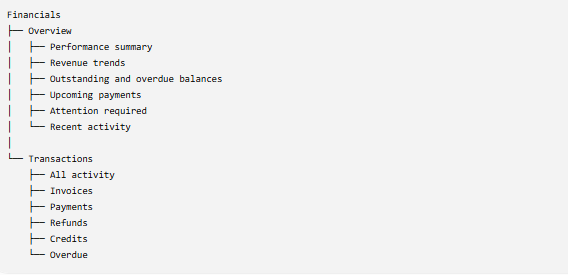 Financials
├── Overview
│   ├── Performance summary
│   ├── Revenue trends
│   ├── Outstanding and overdue balances
│   ├── Upcoming payments
│   ├── Attention required
│   └── Recent activity
│
└── Transactions
    ├── All activity
    ├── Invoices
    ├── Payments
    ├── Refunds
    ├── Credits
    └── Overdue